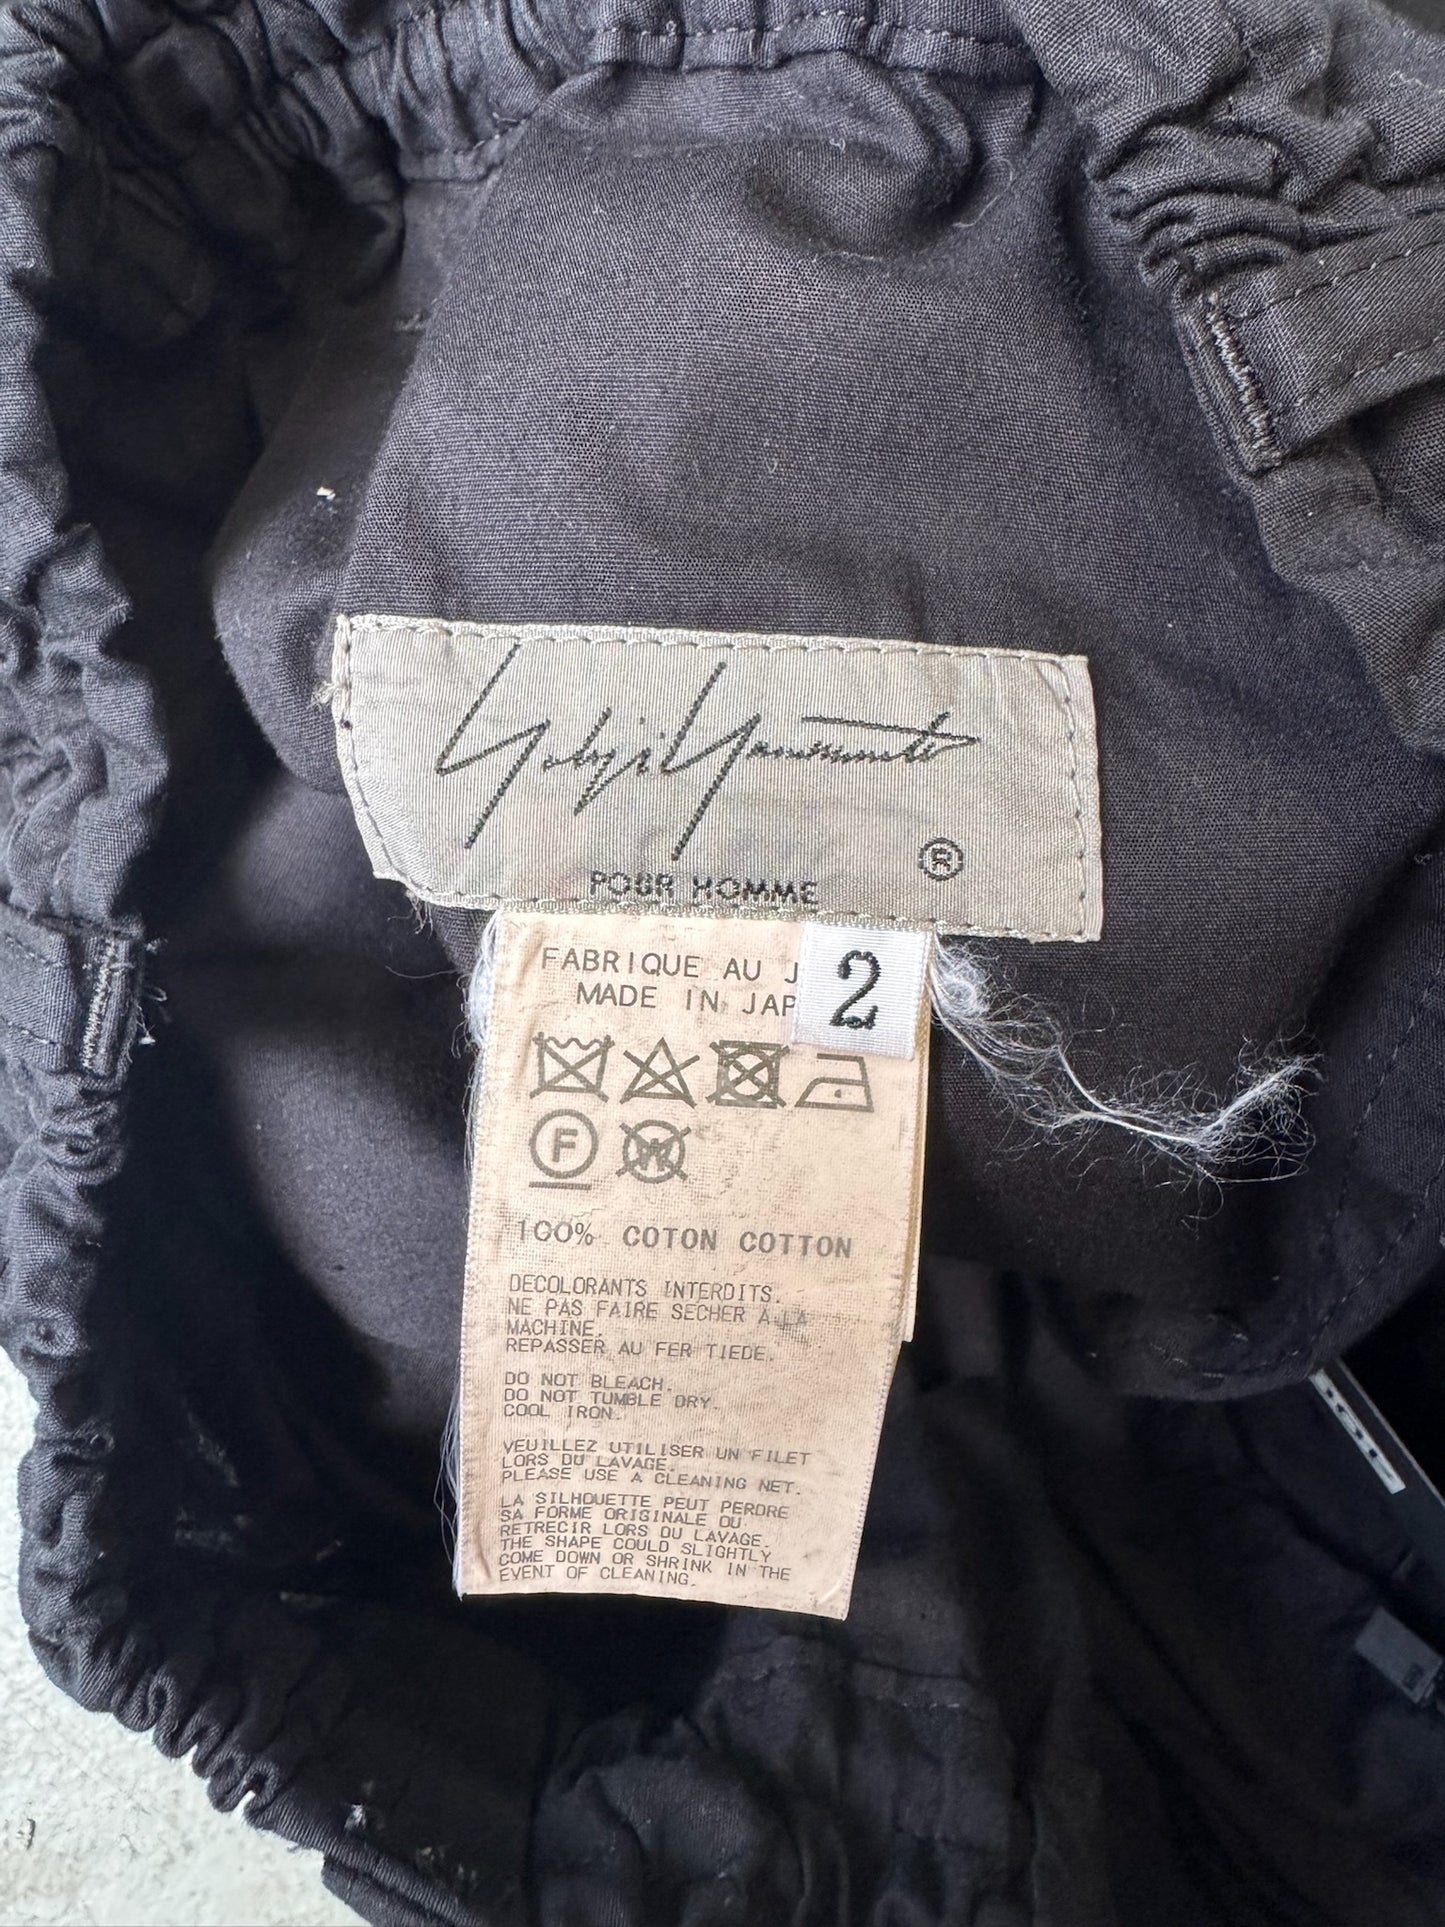 Yohji Yamamoto
®
POUR HOMME
FABRIQUE AU J
MADE IN JAP
2
F
W
100% COTON COTTON
DECOLORANTS INTERDITS.
NE PAS FAIRE SECHER A LA
MACHINE.
REPASSER AU FER TIEDE.
DO NOT BLEACH.
DO NOT TUMBLE DRY.
COOL IRON.
VEUILLEZ UTILISER UN FILET
LORS DU LAVAGE.
PLEASE USE A CLEANING NET.
LA SILHOUETTE PEUT PERDRE
SA FORME ORIGINALE OU
RETRECIR LORS DU LAVAGE.
THE SHAPE COULD SLIGHTLY
COME DOWN OR SHRINK IN THE
EVENT OF CLEANING.